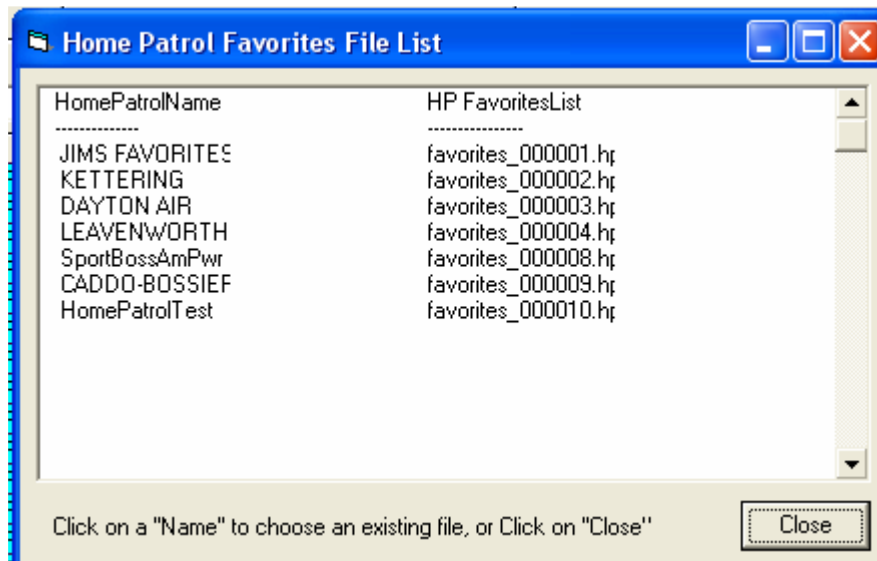 Home Patrol Favorites File List
HomePatrolName HP FavoritesList
-------------- ----------------
JIMS FAVORITES favorites_000001.hp
KETTERING favorites_000002.hp
DAYTON AIR favorites_000003.hp
LEAVENWORTH favorites_000004.hp
SportBossAmPwr favorites_000008.hp
CADDO-BOSSIER favorites_000009.hp
HomePatrolTest favorites_000010.hp
Click on a "Name" to choose an existing file, or Click on "Close" Close